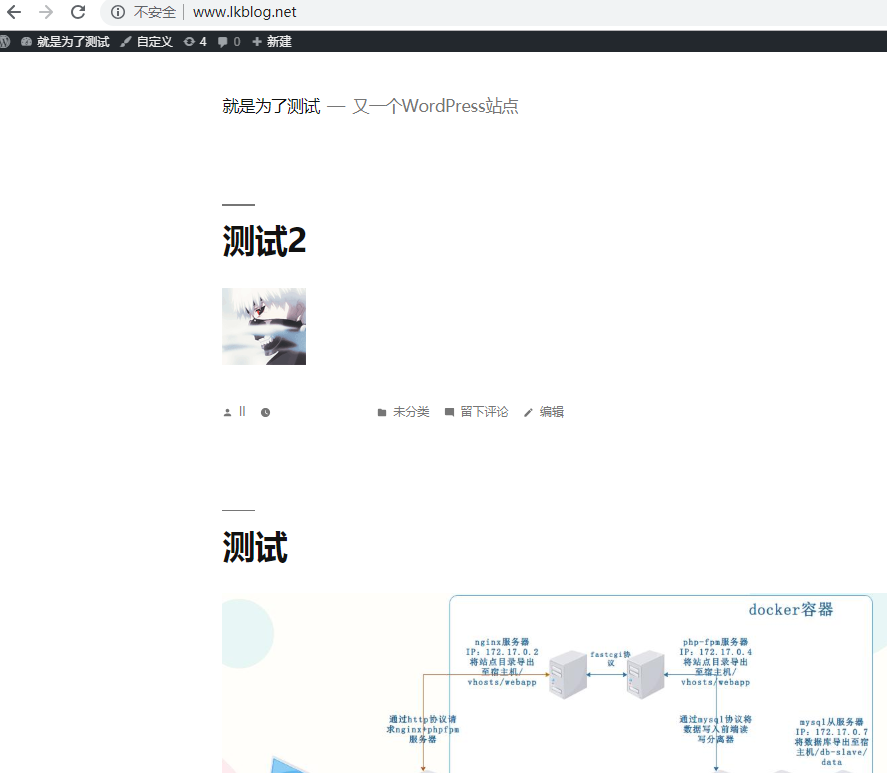 不安全 www.lkblog.net
就是为了测试 自定义 4 0 新建
就是为了测试 — 又一个WordPress站点
测试2
ll 未分类 留下评论 编辑
测试
docker容器
nginx服务器
IP：172.17.0.2
将站点目录导出
至宿主机/
vhosts/webapp
fastcgi协
议
php-fpm服务器
IP：172.17.0.4
将站点目录导出
至宿主机/
vhosts/webapp
通过http协议请
求nginx+phpfpm
服务器
通过mysql协议将
数据写入前端读
写分离器
mysql从服务器
IP：172.17.0.7
将数据库导出至宿
主机/db-slave/
data